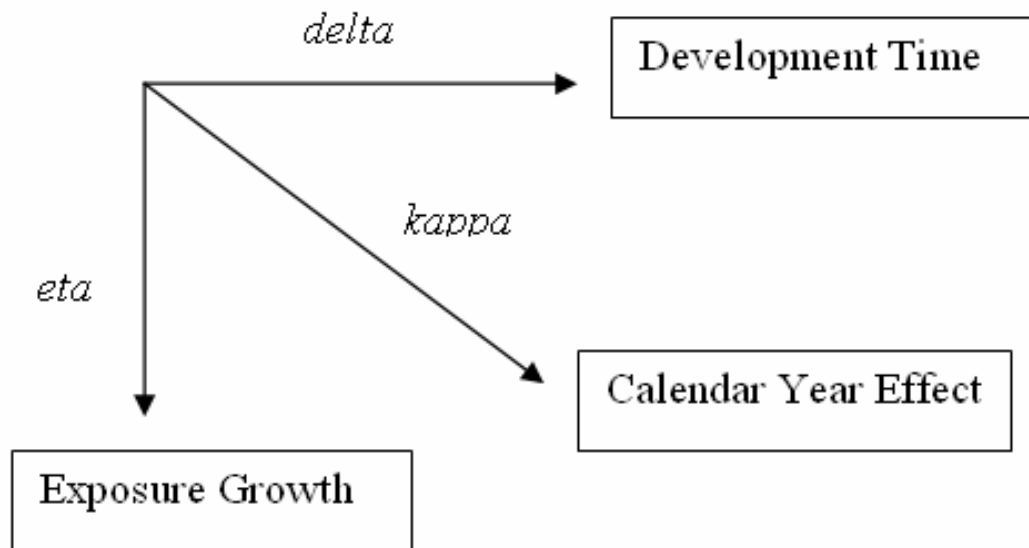 delta
Development Time
kappa
eta
Calendar Year Effect
Exposure Growth